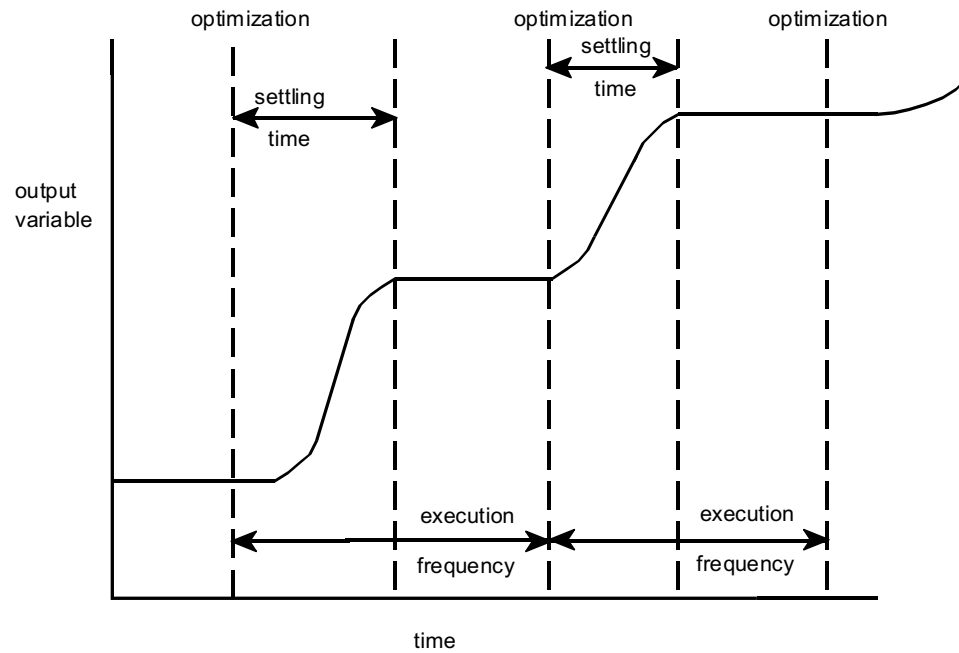 optimization
optimization
optimization
settling
time
settling
time
output
variable
execution
frequency
execution
frequency
time